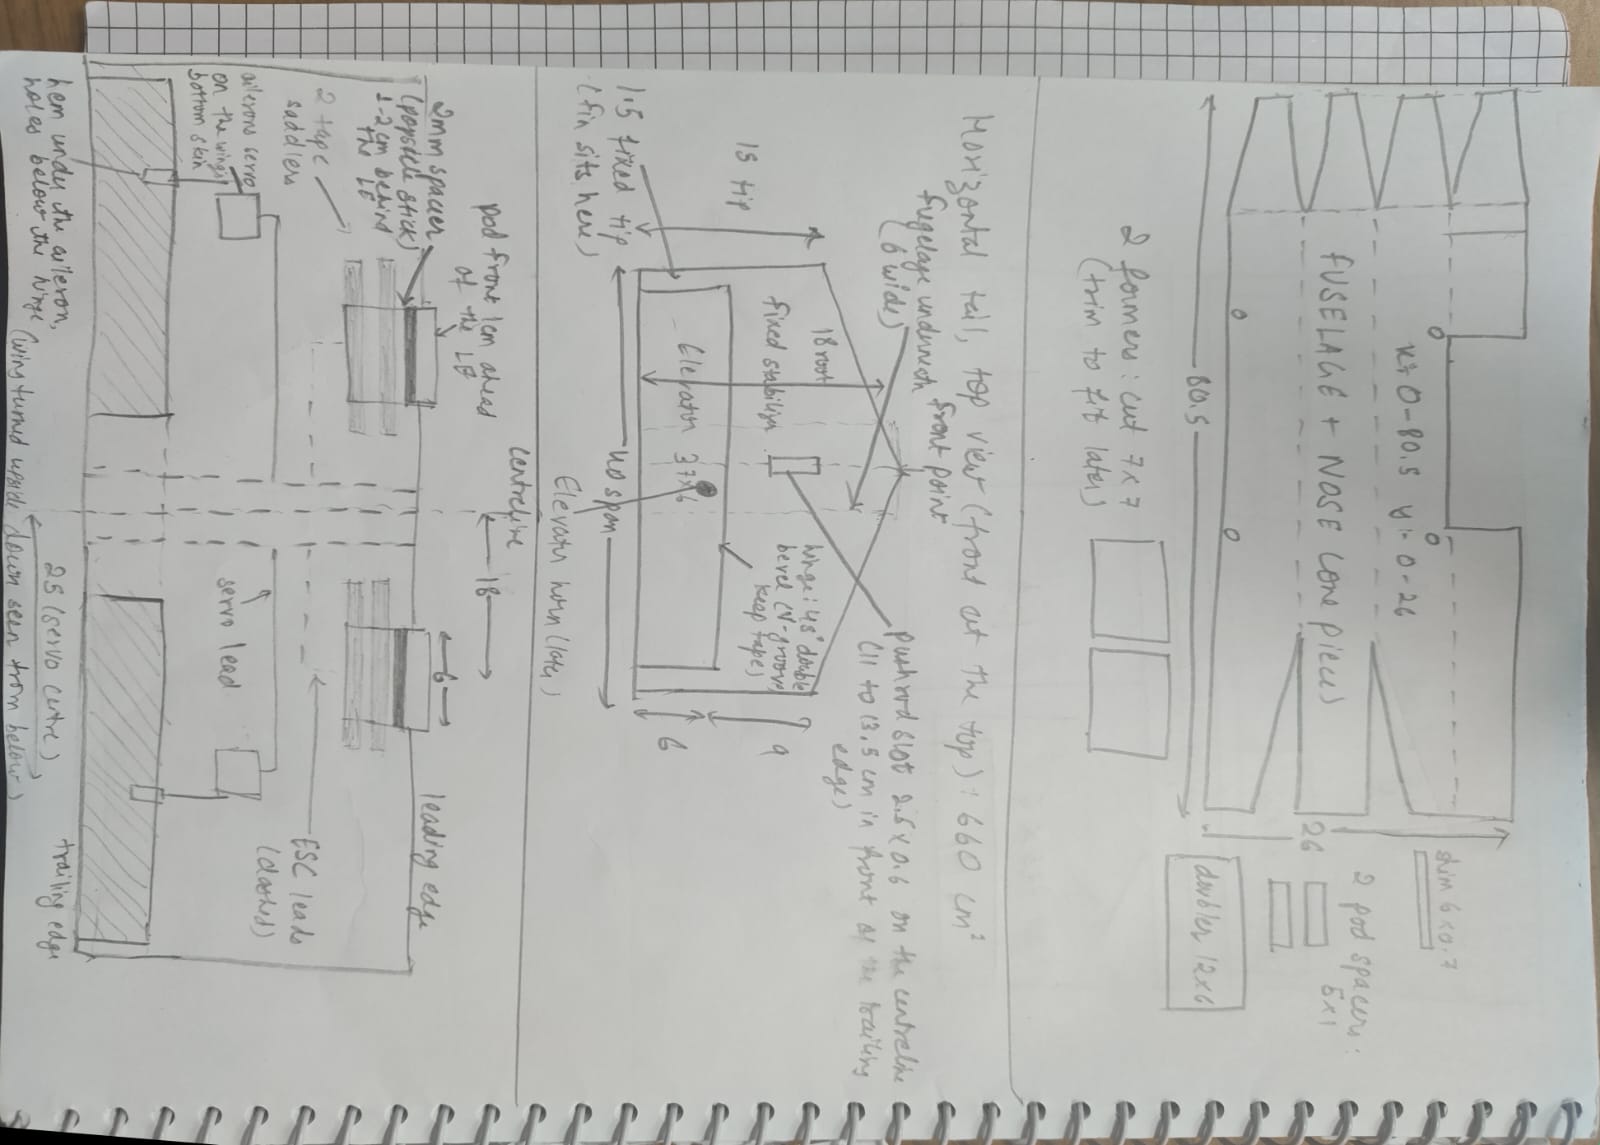 FUSELAGE + NOSE CONE PIECE)
x: 0-80.5 y: 0-26
80.5
26
shim 6x0.7
2 pod spacers:
5x1
doubler 12x6
2 formers: cut 7x7
(trim to fit later)
Horizontal tail, top view (front at the top): 660 cm²
fuselage underneath
(6 wide)
front point
15 tip
1.5 fixed tip
(fin sits here)
18 root
fixed stabilizer
Elevator 37x6
hinge: 45° double
bevel (V-groove,
keep tape)
pushrod slot 2.5x0.6 on the centreline
(11 to 13.5 cm in front of the trailing
edge)
9
6
40 span
Elevator horn (later)
centreline
18
pod front 1cm ahead
of the LE
6
leading edge
2mm spacer
(popsicle stick)
1-2cm behind
the LE
2 tape
saddlers
ailerons servo
on the wings
bottom skin
servo lead
ESC leads
(dashed)
trailing edge
25 (servo centre)
horn under the aileron,
holes below the hinge
(wing turned upside down seen from below)